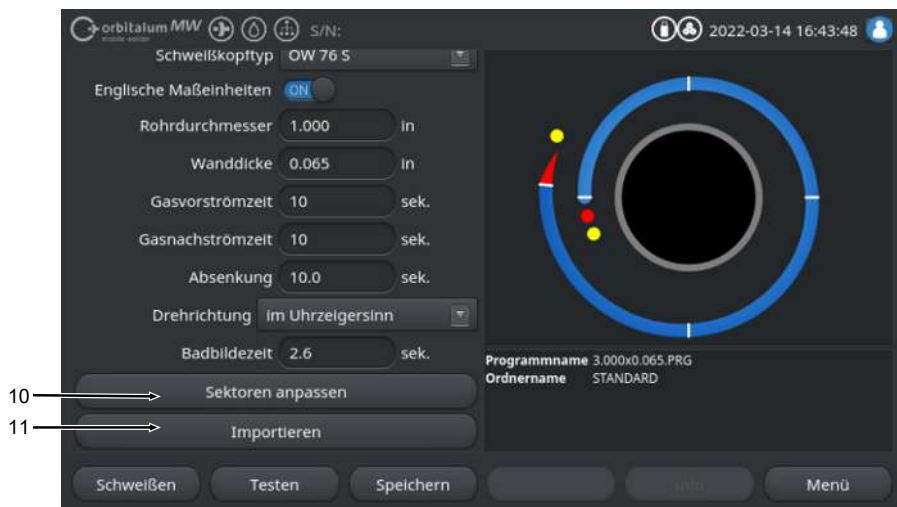 orbitalum MW S/N: 2022-03-14 16:43:48
mobile welder
Schweißkopftyp OW 76 S
Englische Maßeinheiten ON
Rohrdurchmesser 1.000 in
Wanddicke 0.065 in
Gasvorströmzeit 10 sek.
Gasnachströmzeit 10 sek.
Absenkung 10.0 sek.
Drehrichtung im Uhrzeigersinn
Badbildezeit 2.6 sek.
10 Sektoren anpassen
11 Importieren
Programmname 3.000x0.065.PRG
Ordnername STANDARD
Schweißen Testen Speichern Info Menü